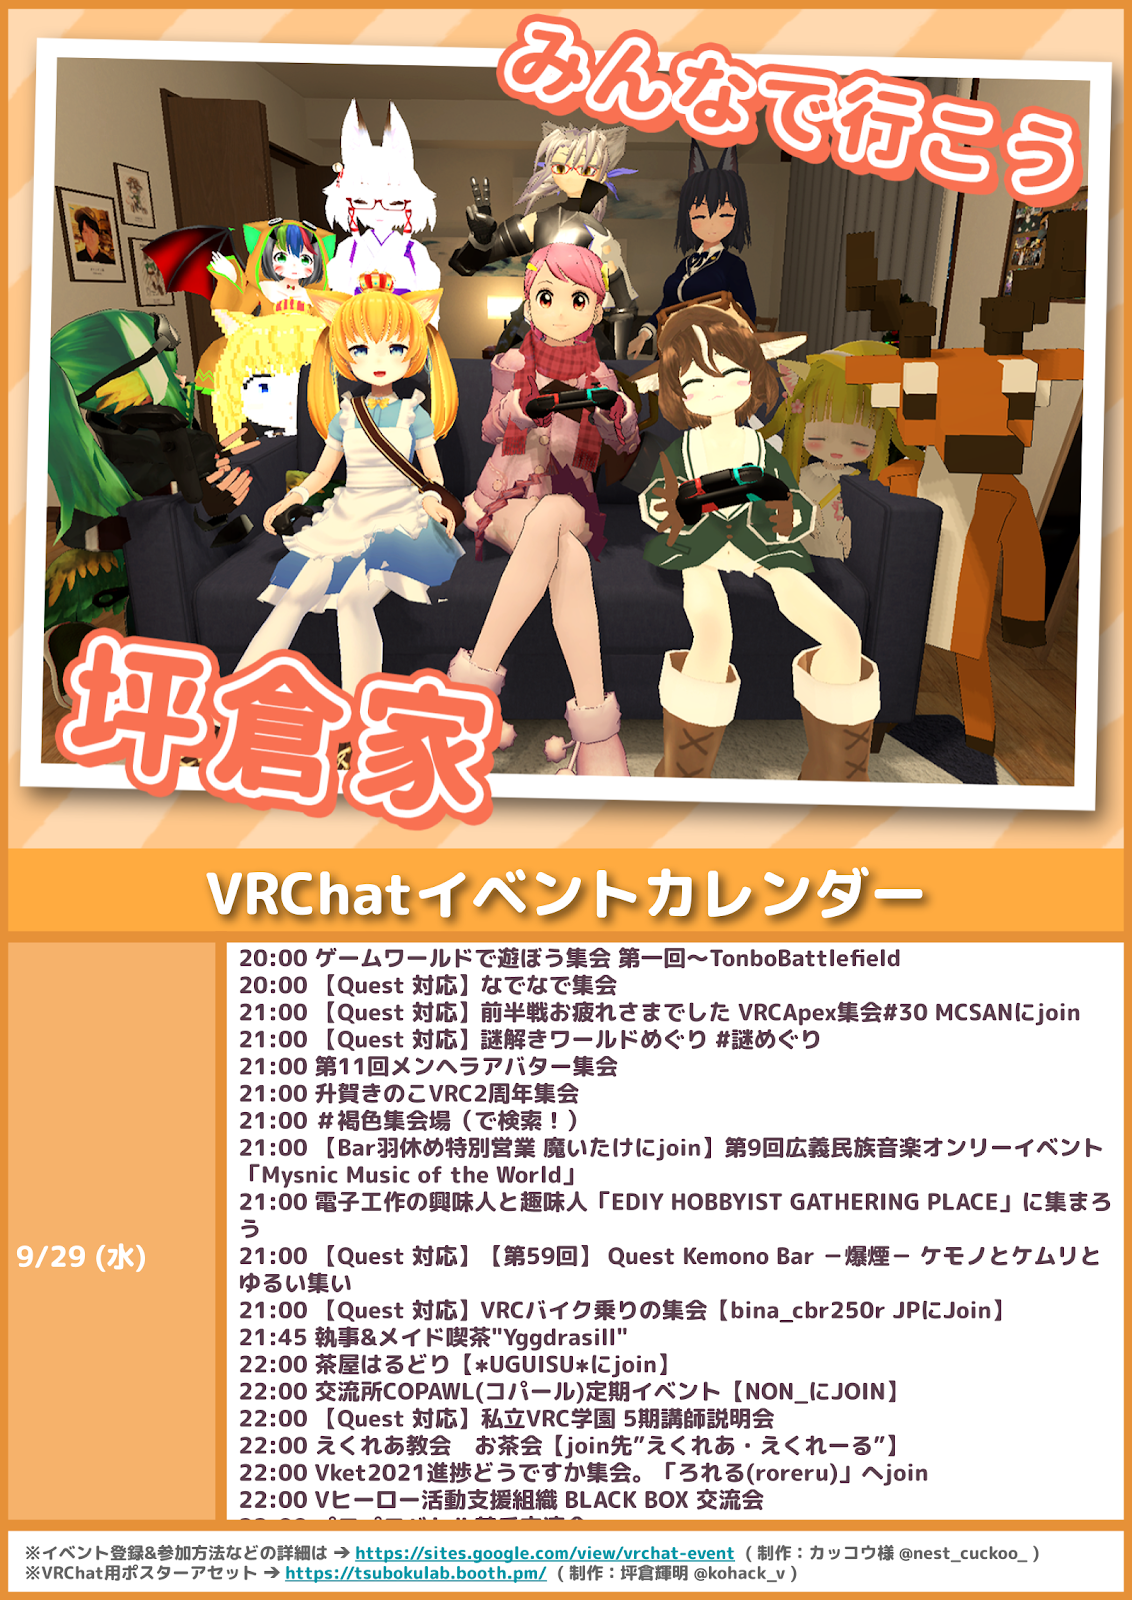 みんなで行こう
坪倉家
VRChatイベントカレンダー
9/29 (水)
20:00 ゲームワールドで遊ぼう集会 第一回～TonboBattlefield
20:00 【Quest 対応】なでなで集会
21:00 【Quest 対応】前半戦お疲れさまでした VRCApex集会#30 MCSANにjoin
21:00 【Quest 対応】謎解きワールドめぐり #謎めぐり
21:00 第11回メンヘラアバター集会
21:00 升賀きのこVRC2周年集会
21:00 ＃褐色集会場（で検索！）
21:00 【Bar羽休め特別営業 魔いたけにjoin】第9回広義民族音楽オンリーイベント
「Mysnic Music of the World」
21:00 電子工作の興味人と趣味人「EDIY HOBBYIST GATHERING PLACE」に集まろ
う
21:00 【Quest 対応】【第59回】 Quest Kemono Bar －爆煙－ ケモノとケムリと
ゆるい集い
21:00 【Quest 対応】VRCバイク乗りの集会【bina_cbr250r JPにJoin】
21:45 執事&メイド喫茶"Yggdrasill"
22:00 茶屋はるどり【*UGUISU*にjoin】
22:00 交流所COPAWL(コパール)定期イベント【NON_にJOIN】
22:00 【Quest 対応】私立VRC学園 5期講師説明会
22:00 えくれあ教会　お茶会【join先”えくれあ・えくれーる”】
22:00 Vket2021進捗どうですか集会。「ろれる(roreru)」へjoin
22:00 Vヒーロー活動支援組織 BLACK BOX 交流会
※イベント登録&参加方法などの詳細は → https://sites.google.com/view/vrchat-event （制作：カッコウ様 @nest_cuckoo_ ）
※VRChat用ポスターアセット → https://tsubokulab.booth.pm/ （制作：坪倉輝明 @kohack_v ）